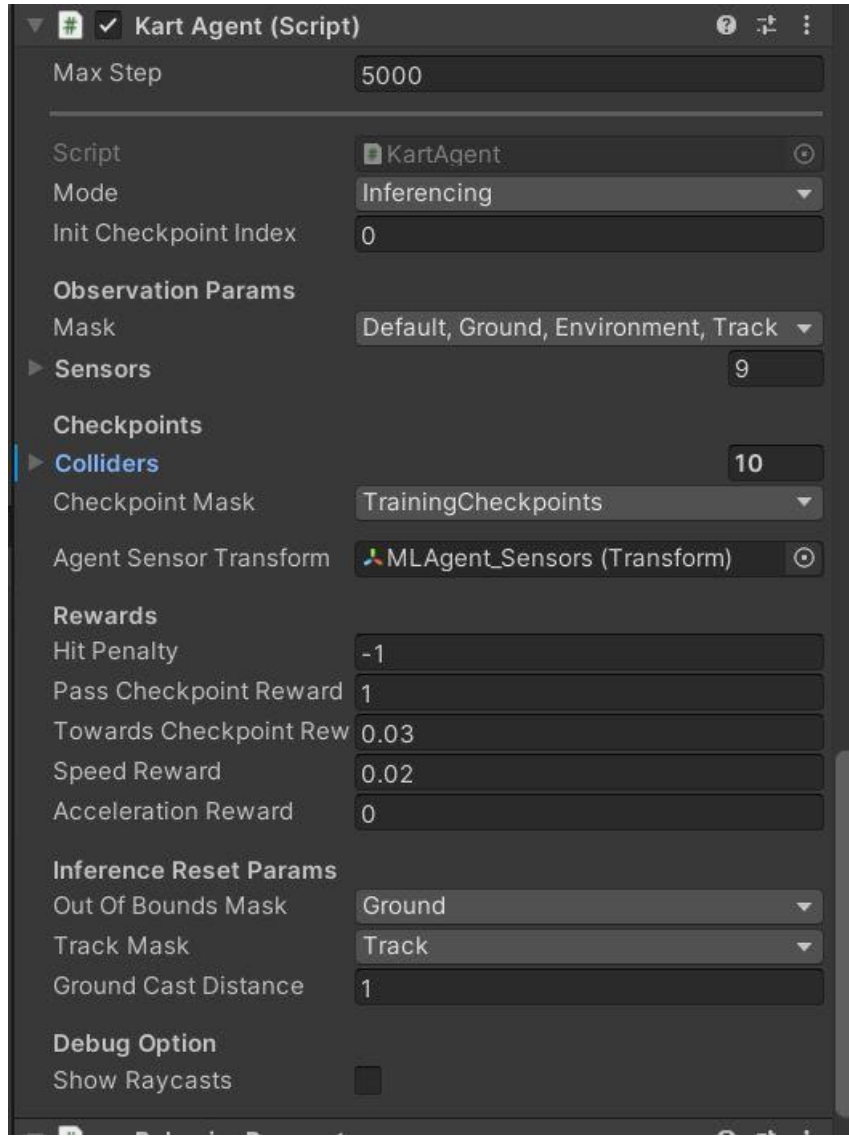 Kart Agent (Script)
Max Step 5000
Script KartAgent
Mode Inferencing
Init Checkpoint Index 0
Observation Params
Mask Default, Ground, Environment, Track
Sensors 9
Checkpoints
Colliders 10
Checkpoint Mask TrainingCheckpoints
Agent Sensor Transform MLAgent_Sensors (Transform)
Rewards
Hit Penalty -1
Pass Checkpoint Reward 1
Towards Checkpoint Rew 0.03
Speed Reward 0.02
Acceleration Reward 0
Inference Reset Params
Out Of Bounds Mask Ground
Track Mask Track
Ground Cast Distance 1
Debug Option
Show Raycasts